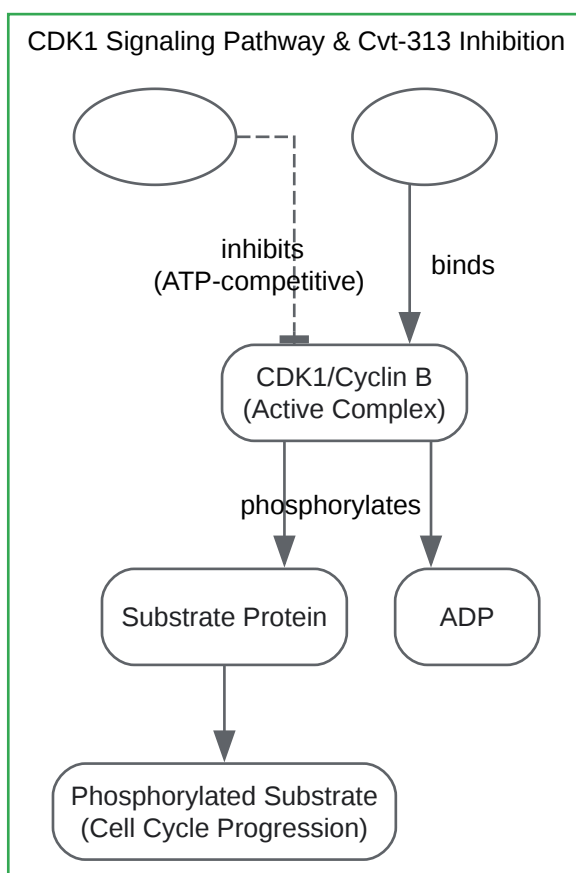 CDK1 Signaling Pathway & Cvt-313 Inhibition
inhibits
(ATP-competitive)
binds
CDK1/Cyclin B
(Active Complex)
phosphorylates
Substrate Protein
ADP
Phosphorylated Substrate
(Cell Cycle Progression)